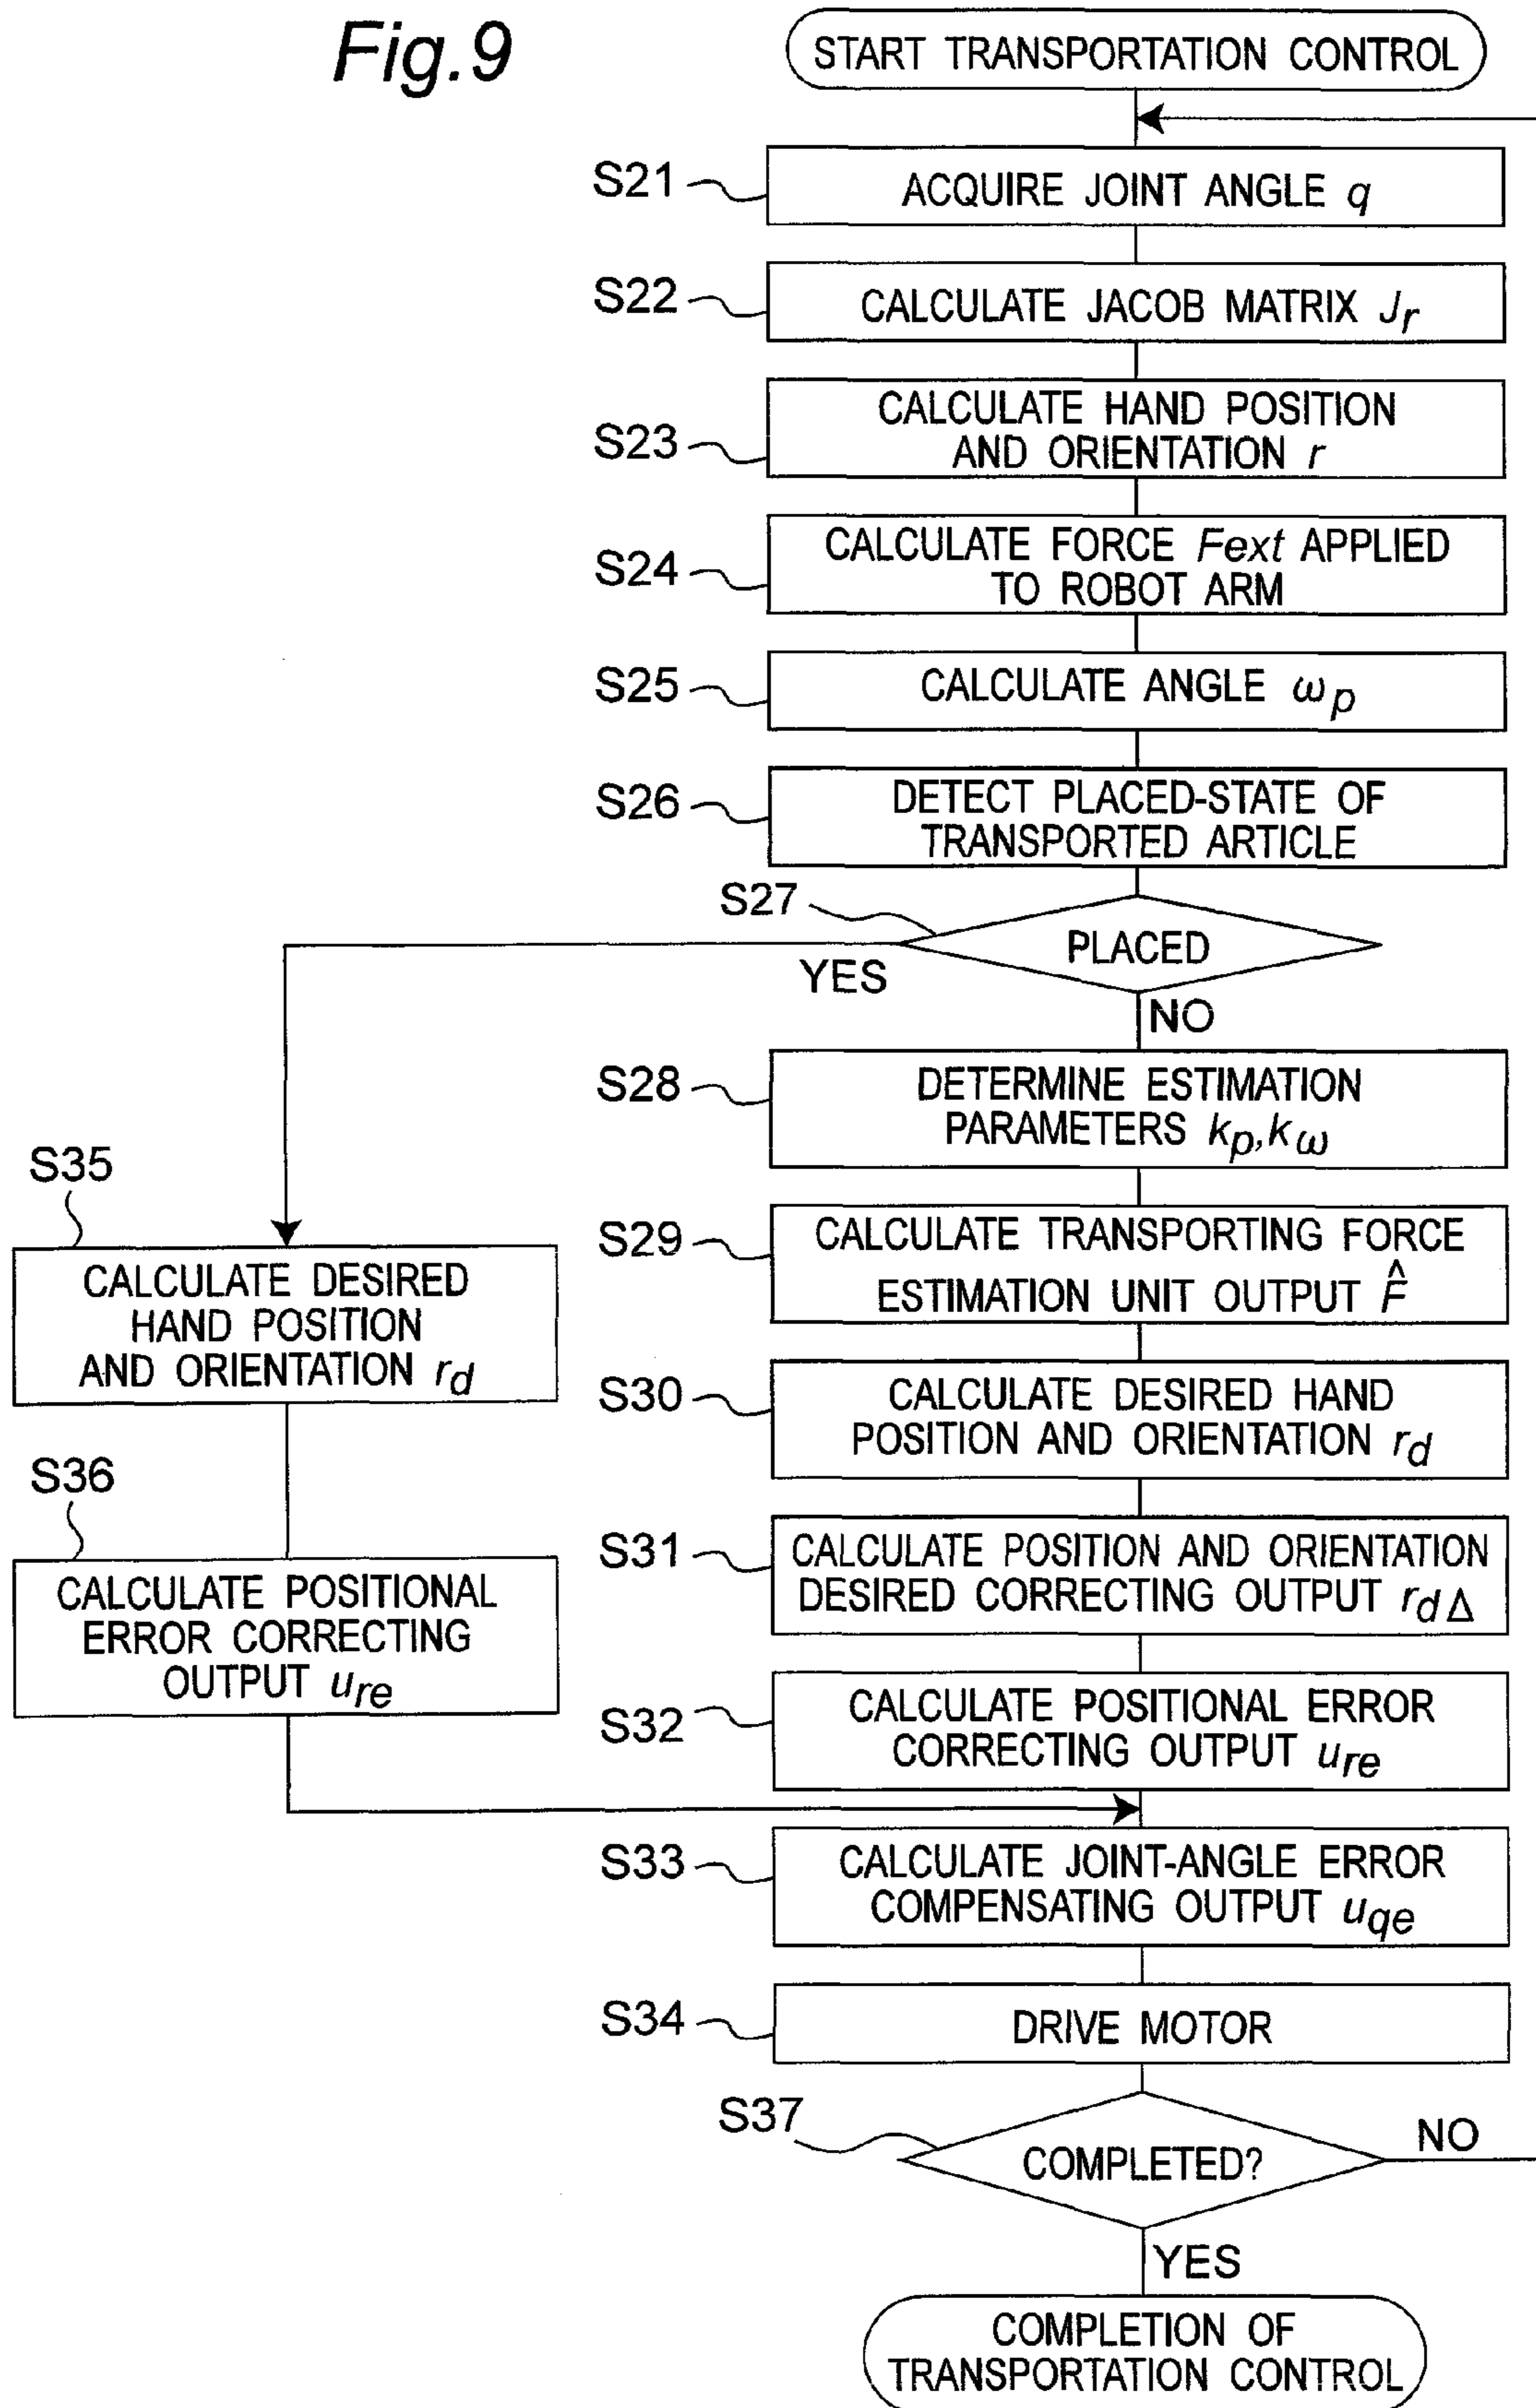 Fig.9
START TRANSPORTATION CONTROL
S21
ACQUIRE JOINT ANGLE q
S22
CALCULATE JACOB MATRIX Jr
S23
CALCULATE HAND POSITION
AND ORIENTATION r
S24
CALCULATE FORCE Fext APPLIED
TO ROBOT ARM
S25
CALCULATE ANGLE ωp
S26
DETECT PLACED-STATE OF
TRANSPORTED ARTICLE
S27
PLACED
YES
NO
S28
DETERMINE ESTIMATION
PARAMETERS kp,kω
S29
CALCULATE TRANSPORTING FORCE
ESTIMATION UNIT OUTPUT F̂
S30
CALCULATE DESIRED HAND
POSITION AND ORIENTATION rd
S31
CALCULATE POSITION AND ORIENTATION
DESIRED CORRECTING OUTPUT rdΔ
S32
CALCULATE POSITIONAL ERROR
CORRECTING OUTPUT ure
S35
CALCULATE DESIRED
HAND POSITION
AND ORIENTATION rd
S36
CALCULATE POSITIONAL
ERROR CORRECTING
OUTPUT ure
S33
CALCULATE JOINT-ANGLE ERROR
COMPENSATING OUTPUT uqe
S34
DRIVE MOTOR
S37
COMPLETED?
NO
YES
COMPLETION OF
TRANSPORTATION CONTROL